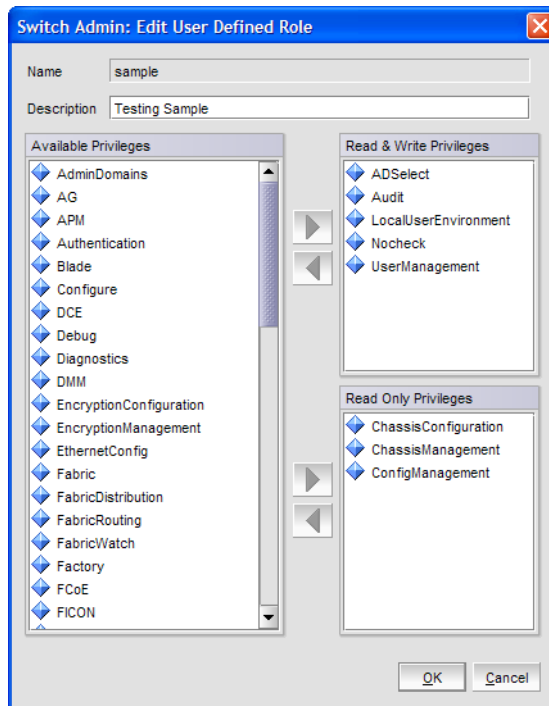 Switch Admin: Edit User Defined Role
Name sample
Description Testing Sample
Available Privileges
AdminDomains
AG
APM
Authentication
Blade
Configure
DCE
Debug
Diagnostics
DMM
EncryptionConfiguration
EncryptionManagement
EthernetConfig
Fabric
FabricDistribution
FabricRouting
FabricWatch
Factory
FCoE
FICON
Read & Write Privileges
ADSelect
Audit
LocalUserEnvironment
Nocheck
UserManagement
Read Only Privileges
ChassisConfiguration
ChassisManagement
ConfigManagement
OK Cancel